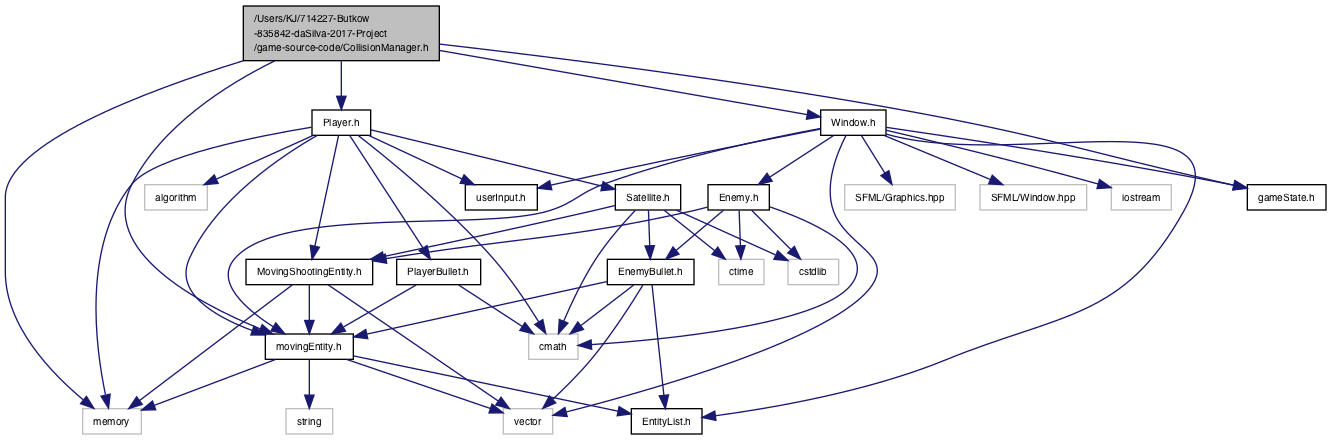 /Users/KJ/714227-Butkow
-835842-daSilva-2017-Project
/game-source-code/CollisionManager.h
Player.h
Window.h
algorithm
userInput.h
Satellite.h
Enemy.h
SFML/Graphics.hpp
SFML/Window.hpp
iostream
gameState.h
MovingShootingEntity.h
PlayerBullet.h
EnemyBullet.h
ctime
cstdlib
movingEntity.h
cmath
memory
string
vector
EntityList.h